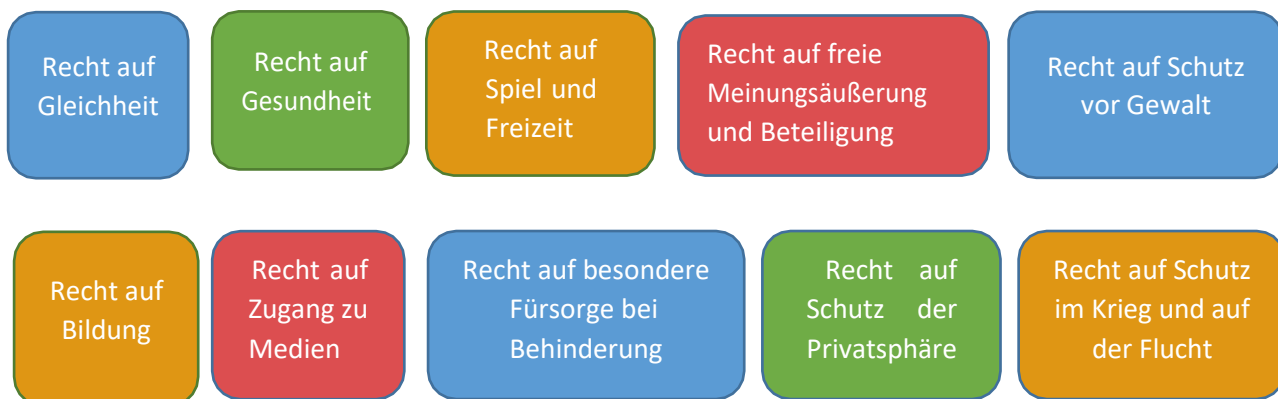 Recht auf
Gleichheit
Recht auf
Gesundheit
Recht auf
Spiel und
Freizeit
Recht auf freie
Meinungsäußerung
und Beteiligung
Recht auf Schutz
vor Gewalt
Recht auf
Bildung
Recht auf
Zugang zu
Medien
Recht auf besondere
Fürsorge bei
Behinderung
Recht auf
Schutz der
Privatsphäre
Recht auf Schutz
im Krieg und auf
der Flucht